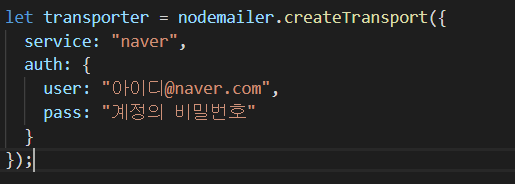 let transporter = nodemailer.createTransport({
service: "naver",
auth: {
user: "아이디@naver.com",
pass: "계정의 비밀번호"
}
});